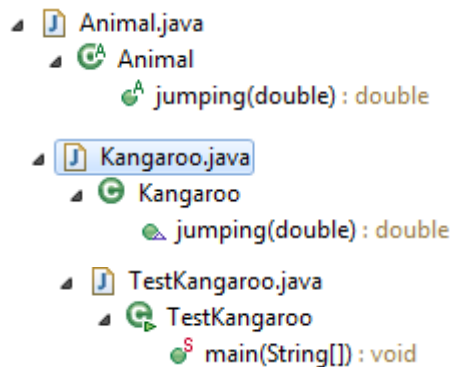 Animal.java
Animal
jumping(double) : double
Kangaroo.java
Kangaroo
jumping(double) : double
TestKangaroo.java
TestKangaroo
main(String[]) : void